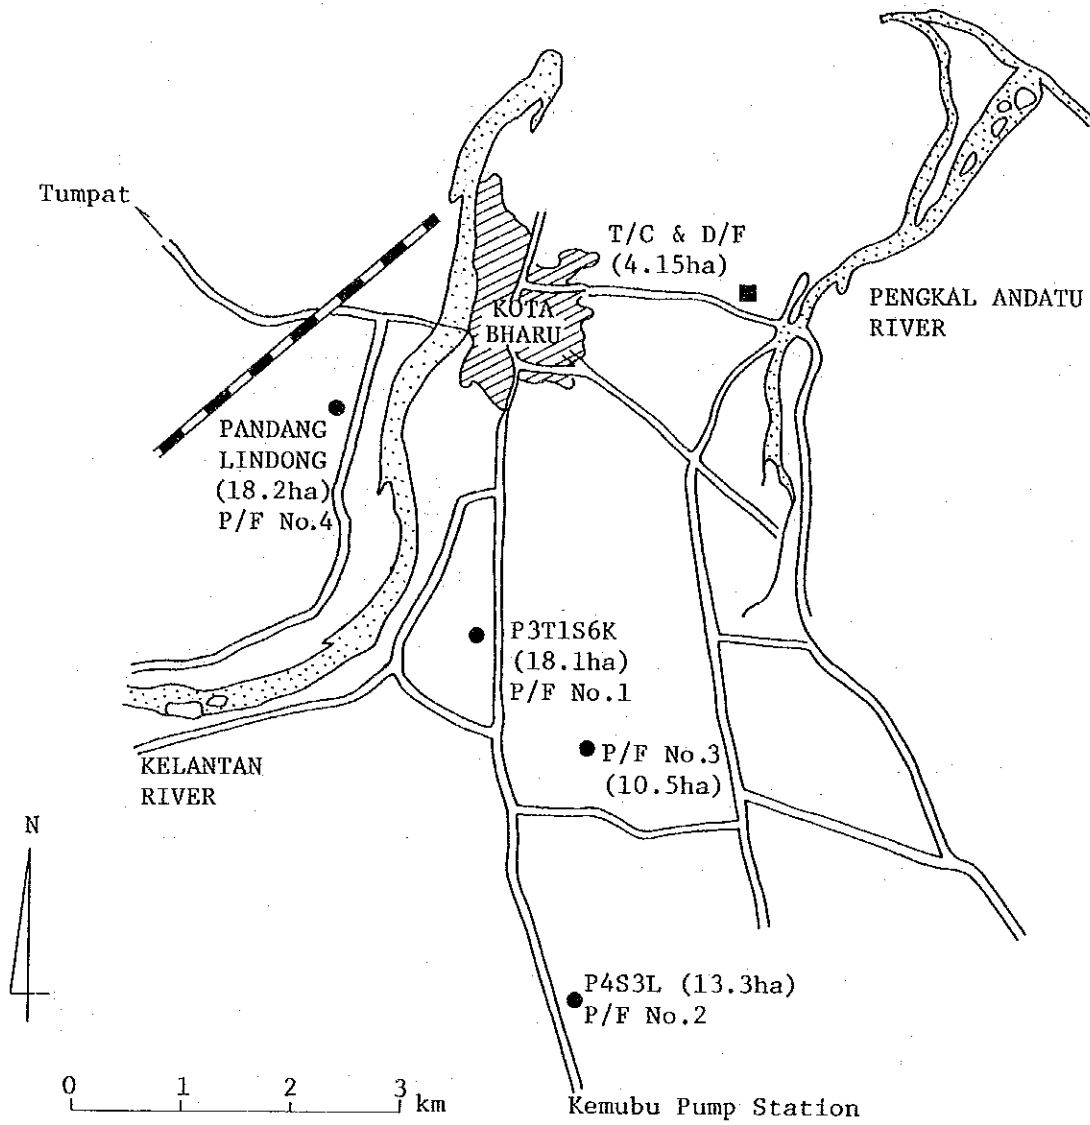 Tumpat
T/C & D/F
(4.15ha)
PENGKAL ANDATU
RIVER
KOTA
BHARU
PANDANG
LINDONG
(18.2ha)
P/F No.4
P3T1S6K
(18.1ha)
P/F No.1
P/F No.3
(10.5ha)
KELANTAN
RIVER
N
P4S3L (13.3ha)
P/F No.2
0 1 2 3 km
Kemubu Pump Station